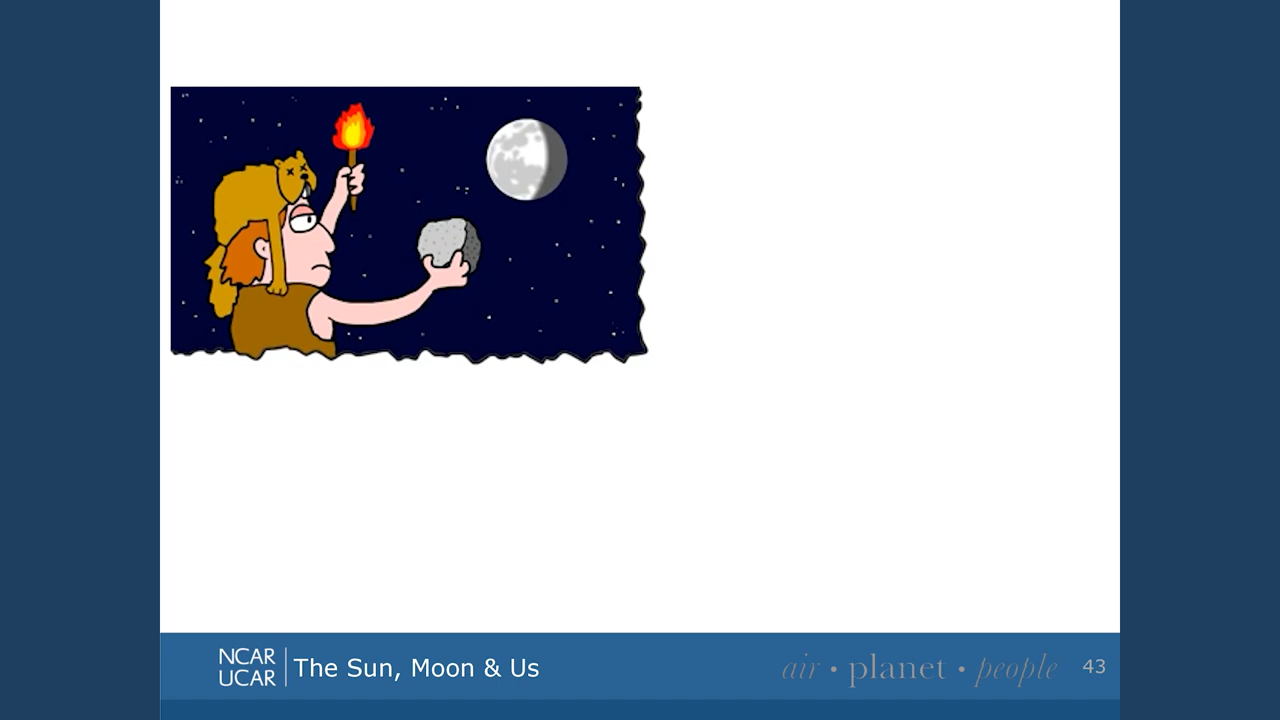 NCAR
UCAR
The Sun, Moon & Us
air • planet • people
43